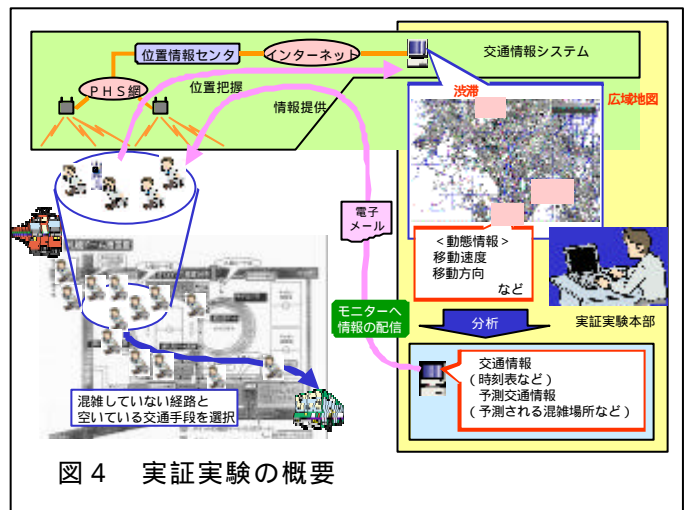 位置情報センタ
インターネット
交通情報システム
PHS網
位置把握
情報提供
渋滞
広域地図
電子
メール
＜動態情報＞
移動速度
移動方向
など
モニターへ
情報の配信
分析
実証実験本部
交通情報
（時刻表など）
予測交通情報
（予測される混雑場所など）
混雑していない経路と
空いている交通手段を選択
図４　実証実験の概要